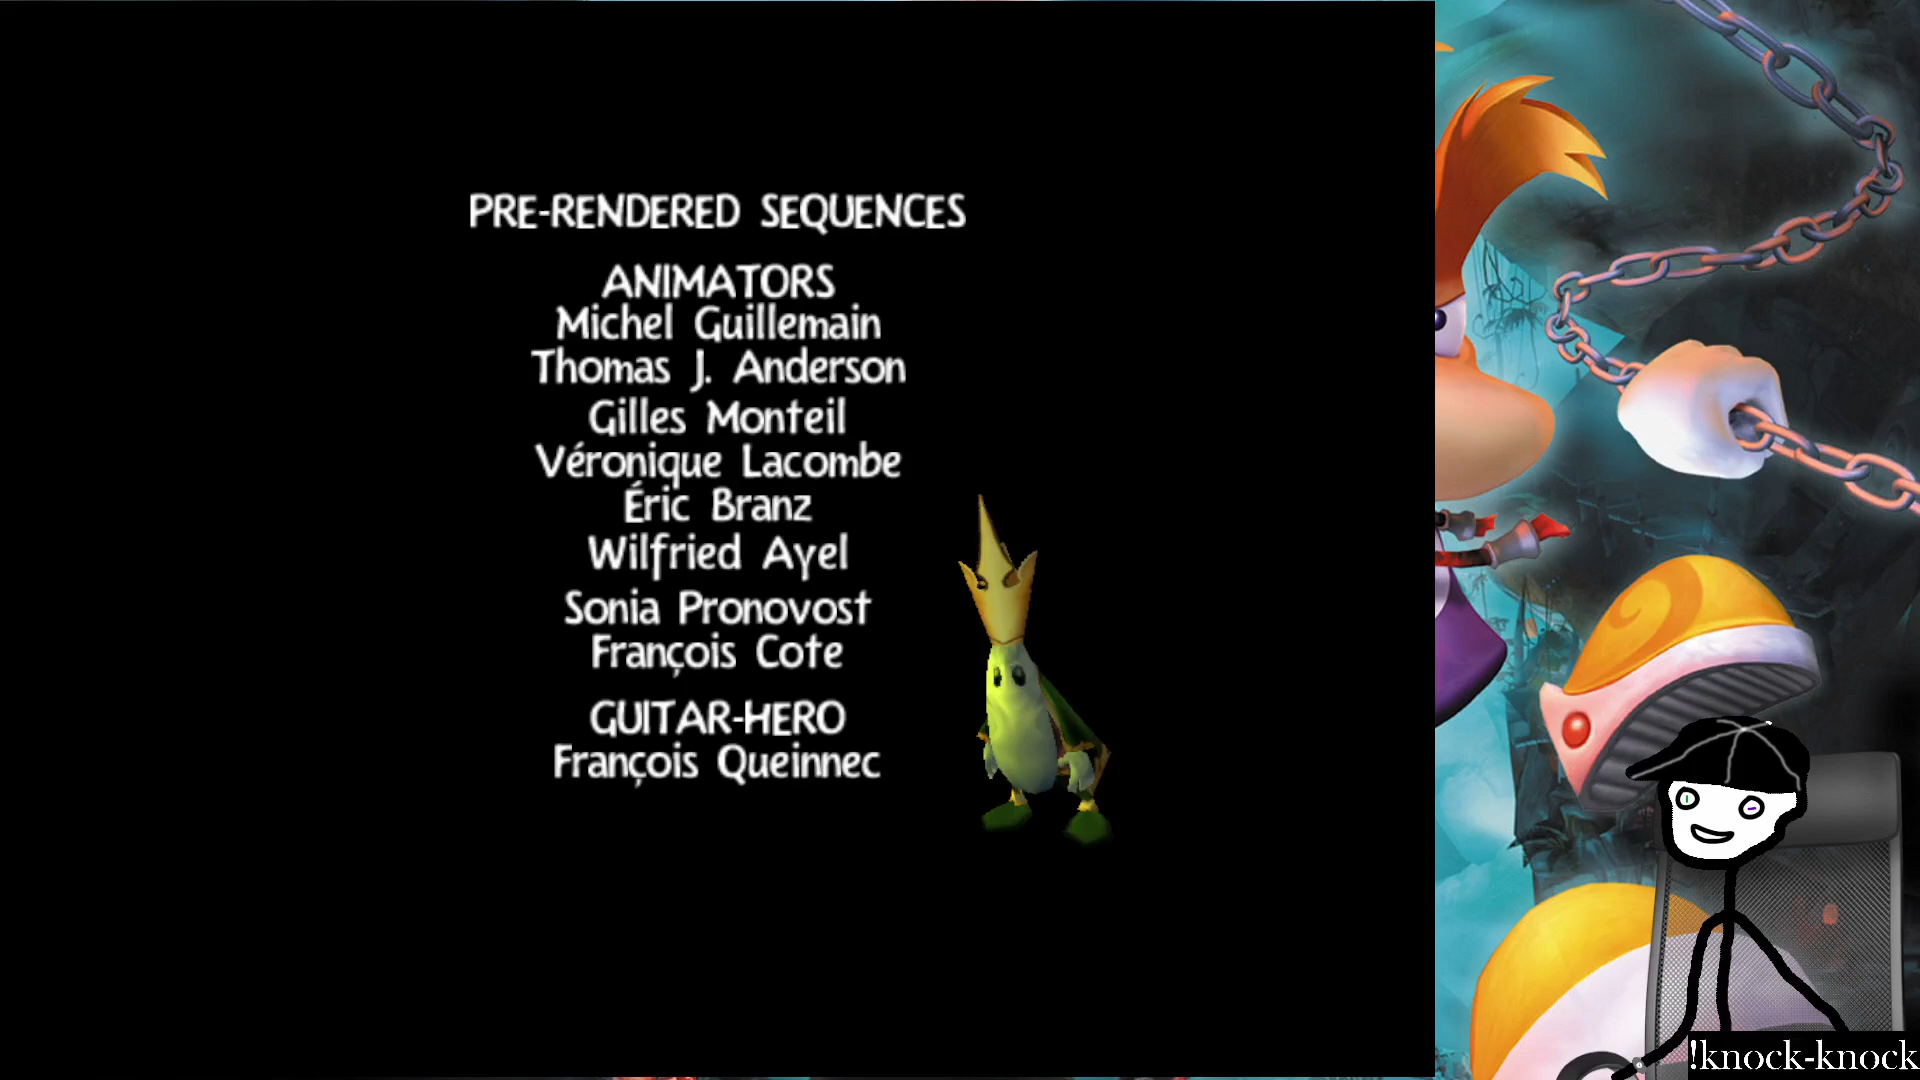 PRE-RENDERED SEQUENCES
ANIMATORS
Michel Guillemain
Thomas J. Anderson
Gilles Monteil
Véronique Lacombe
Éric Branz
Wilfried Ayel
Sonia Pronovost
François Cote
GUITAR-HERO
François Queinnec
!knock-knock